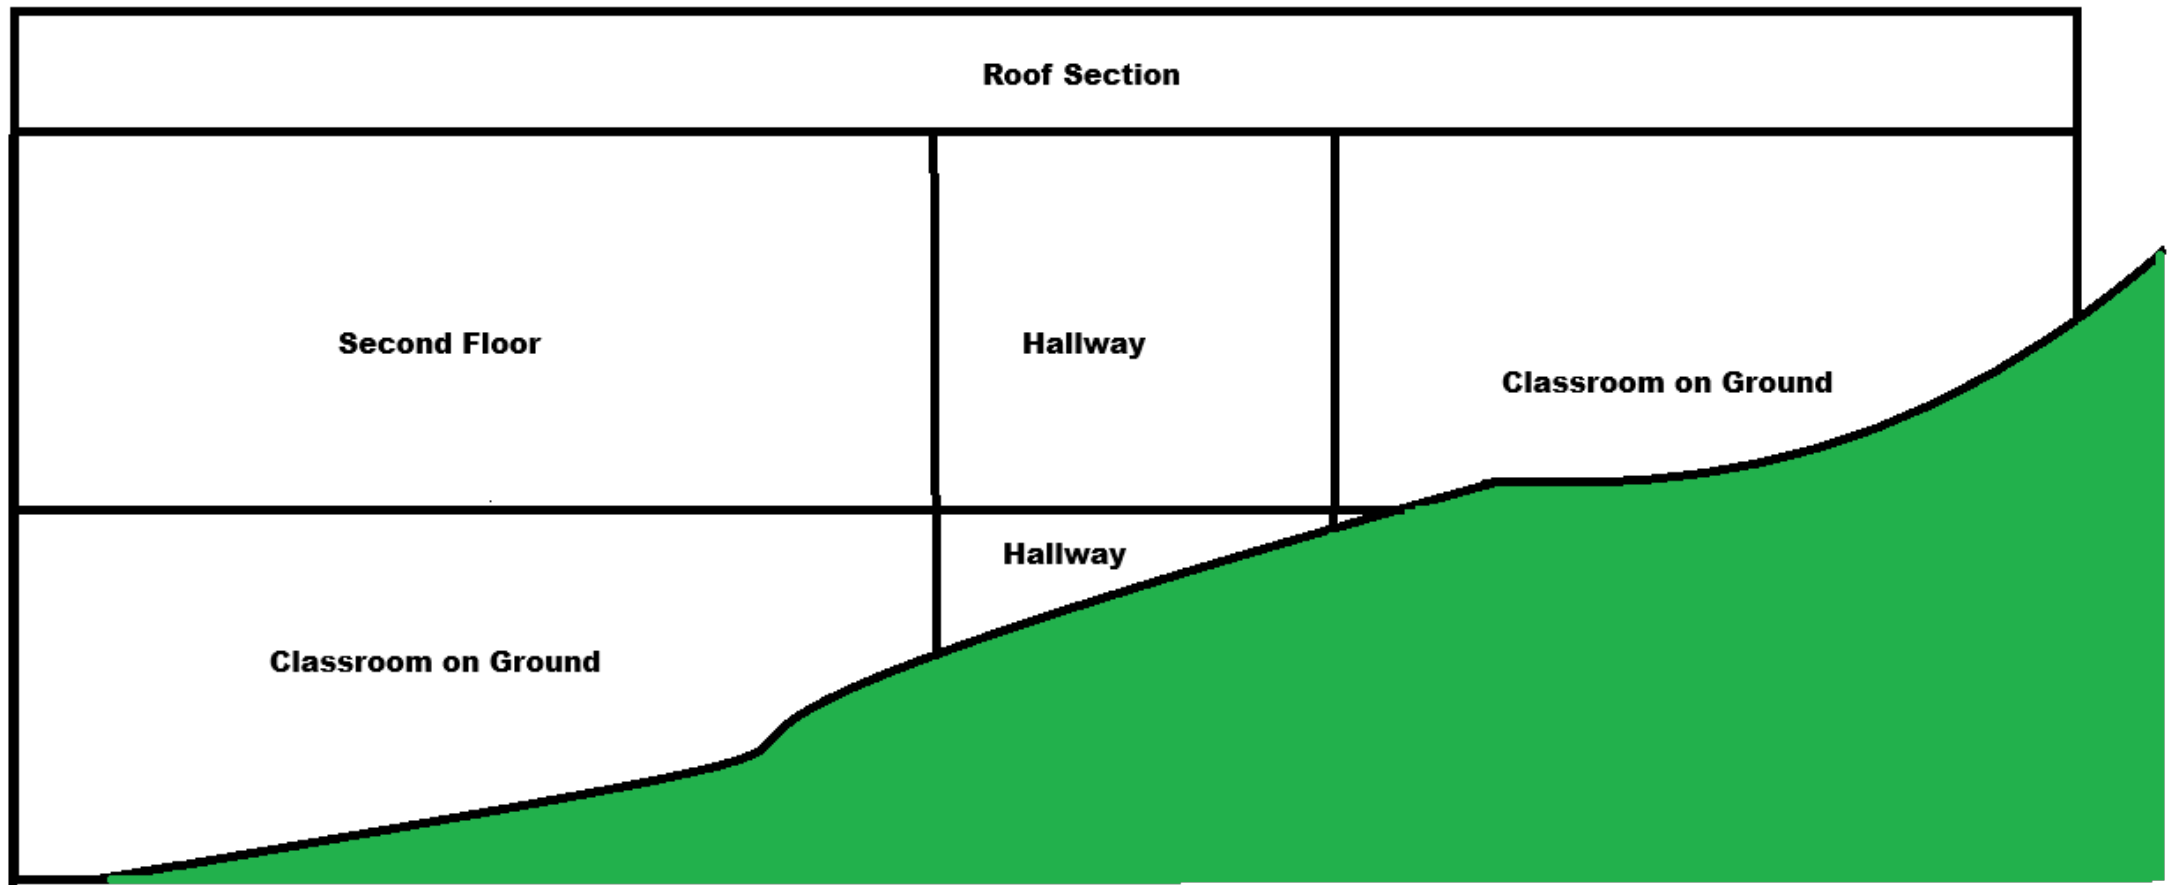 Roof Section
Second Floor
Hallway
Classroom on Ground
Hallway
Classroom on Ground